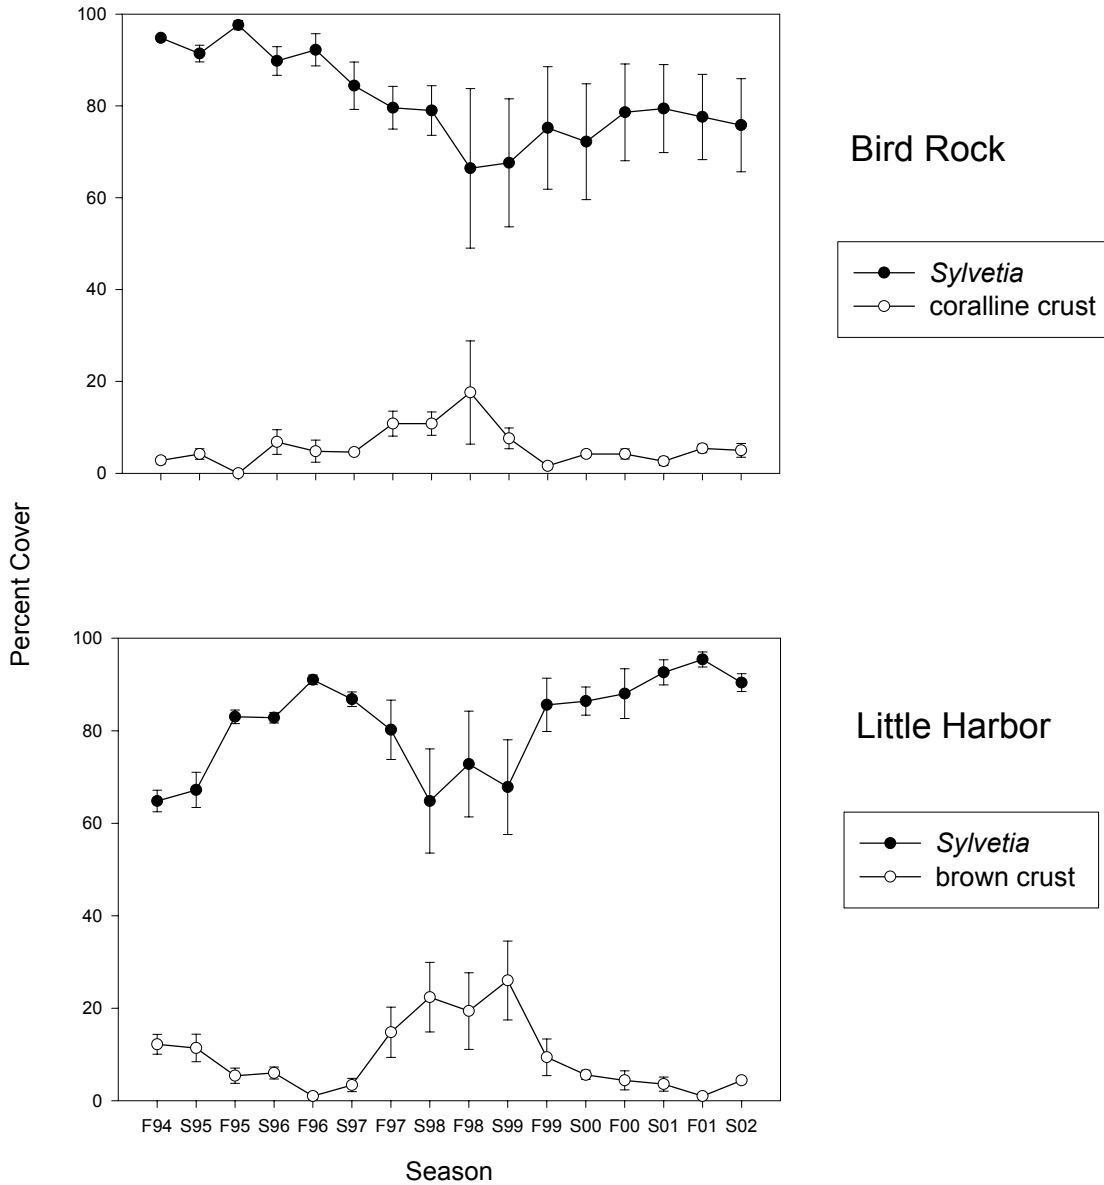 100
80
60
40
20
0
Bird Rock
Sylvetia
coralline crust
Percent Cover
100
80
60
40
20
0
F94 S95 F95 S96 F96 S97 F97 S98 F98 S99 F99 S00 F00 S01 F01 S02
Season
Little Harbor
Sylvetia
brown crust